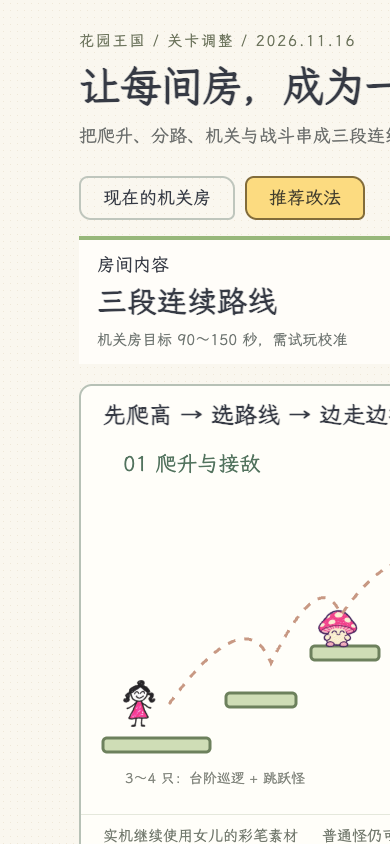 花园王国 / 关卡调整 / 2026.11.16
让每间房，成为一
把爬升、分路、机关与战斗串成三段连续
现在的机关房
推荐改法
房间内容
三段连续路线
机关房目标 90～150 秒，需试玩校准
先爬高 → 选路线 → 边走边
01 爬升与接敌
3～4 只：台阶巡逻 + 跳跃怪
实机继续使用女儿的彩笔素材 普通怪仍可